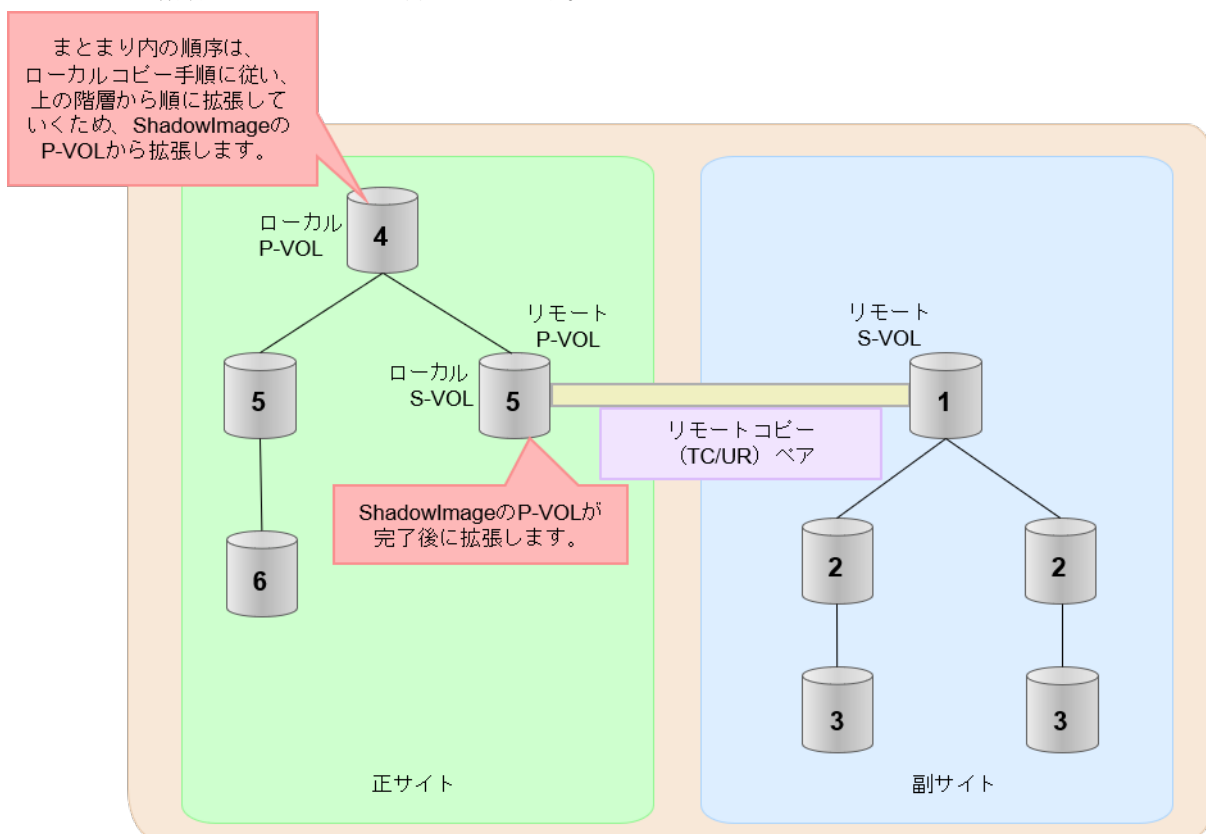 まとまり内の順序は、
ローカルコピー手順に従い、
上の階層から順に拡張して
いくため、ShadowImageの
P-VOLから拡張します。
ローカル
P-VOL
4
リモート
P-VOL
リモート
S-VOL
5
ローカル
S-VOL
5
1
リモートコピー
（TC/UR）ペア
ShadowImageのP-VOLが
完了後に拡張します。
6
2
2
3
3
正サイト
副サイト